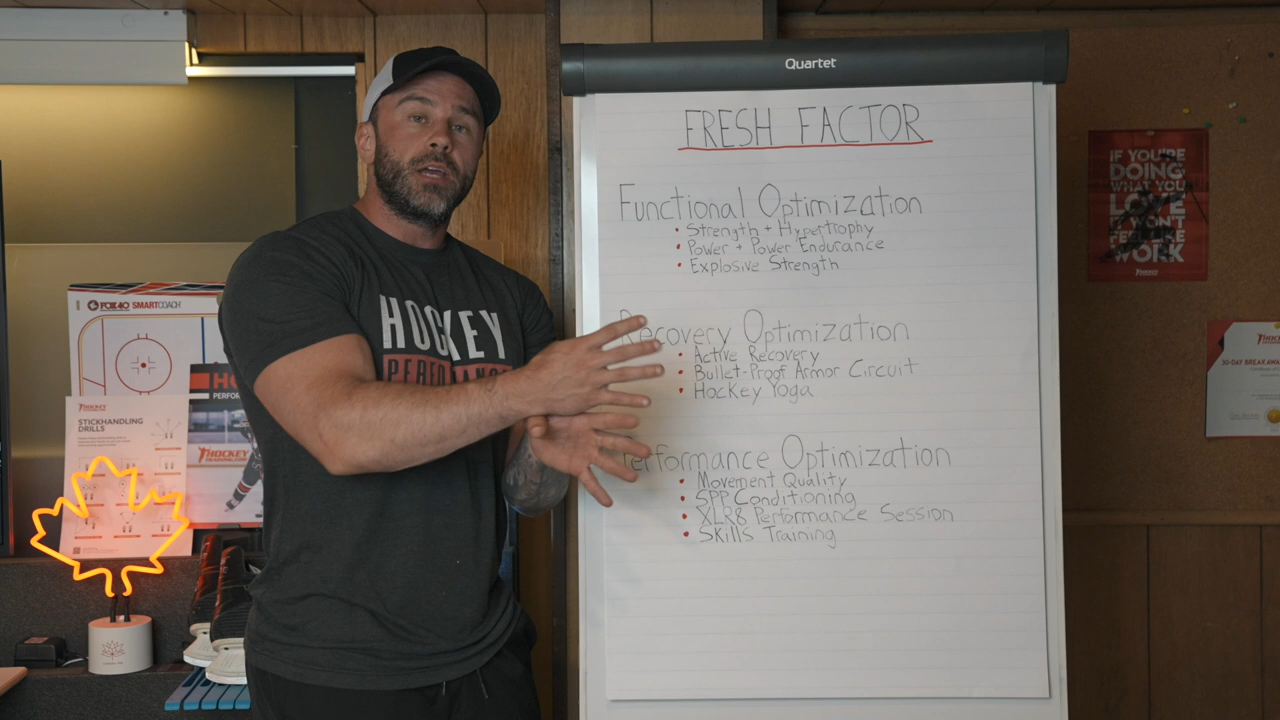 Quartet
FRESH FACTOR
Functional Optimization
• Strength + Hypertrophy
• Power + Power Endurance
• Explosive Strength
Recovery Optimization
• Active Recovery
• Bullet-Proof Armor Circuit
• Hockey Yoga
Performance Optimization
• Movement Quality
• SPP Conditioning
• XLR8 Performance Session
• Skills Training
HOCKEY
FOX40 SMARTCOACH
STICKHANDLING
DRILLS
HOCKEY
IF YOU'RE
DOING
WHAT YOU
LOVE
WORK
30-DAY